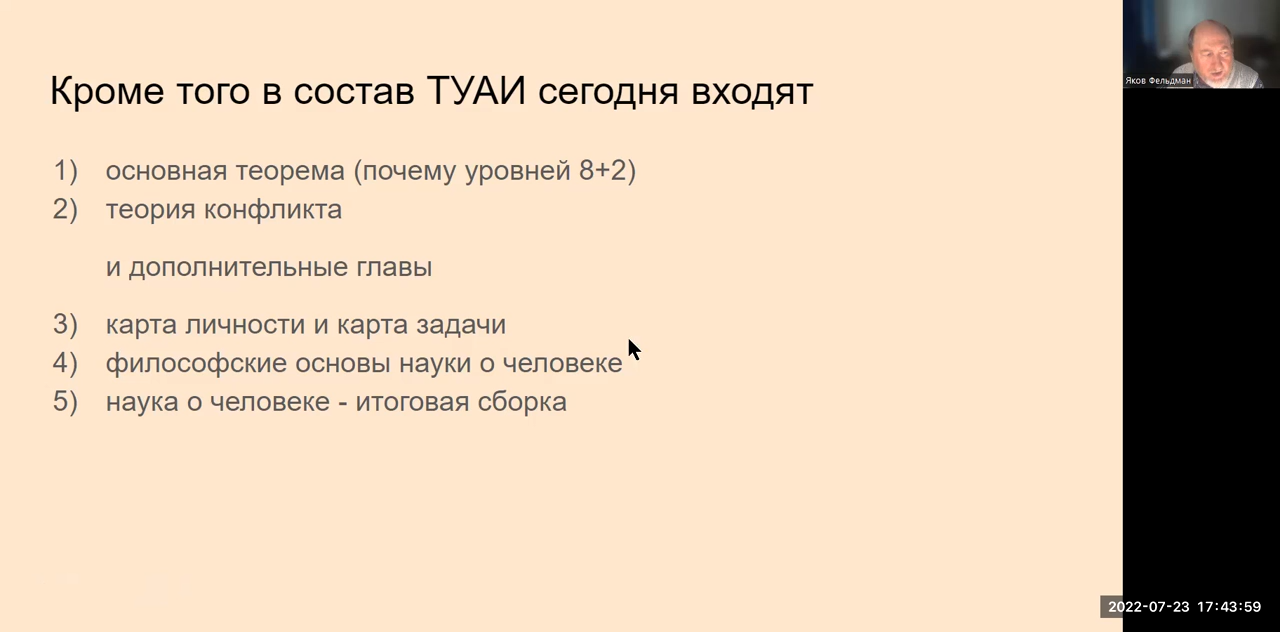 Кроме того в состав ТУАИ сегодня входят
1) основная теорема (почему уровней 8+2)
2) теория конфликта
и дополнительные главы
3) карта личности и карта задачи
4) философские основы науки о человеке
5) наука о человеке - итоговая сборка
Яков Фельдман
2022-07-23 17:43:59